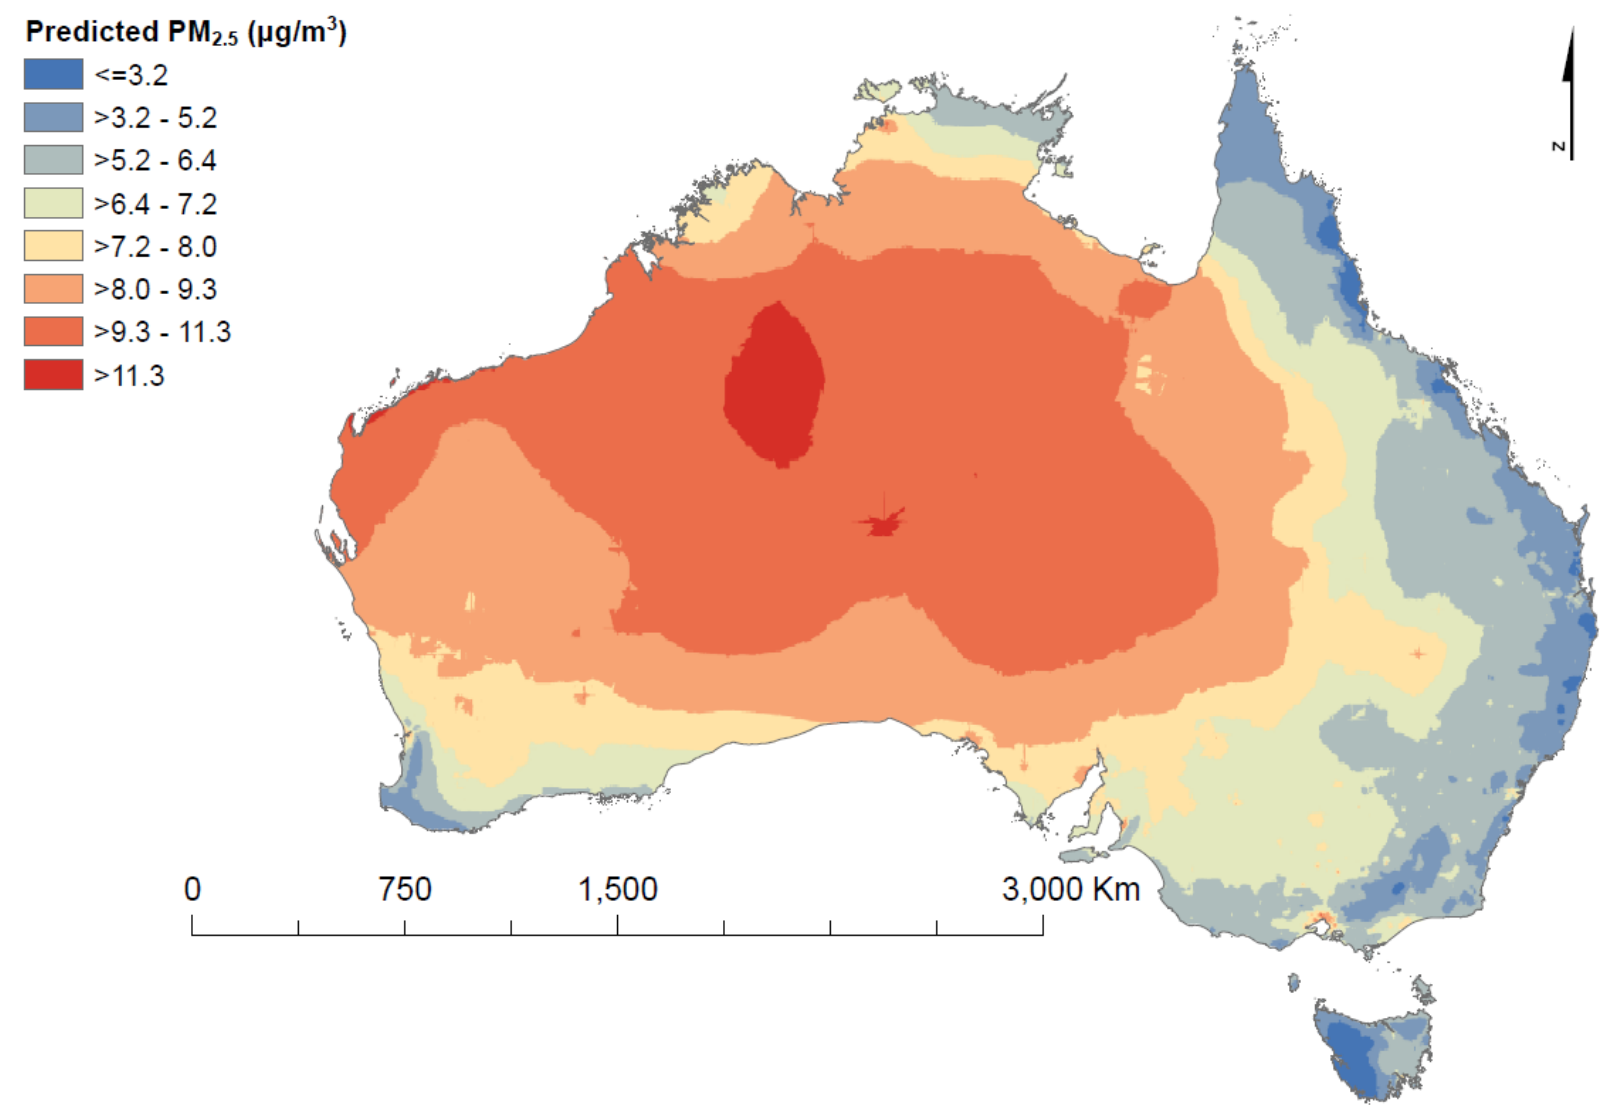 Predicted PM2.5 (µg/m³)
<=3.2
>3.2 - 5.2
>5.2 - 6.4
>6.4 - 7.2
>7.2 - 8.0
>8.0 - 9.3
>9.3 - 11.3
>11.3
N
0 750 1,500 3,000 Km